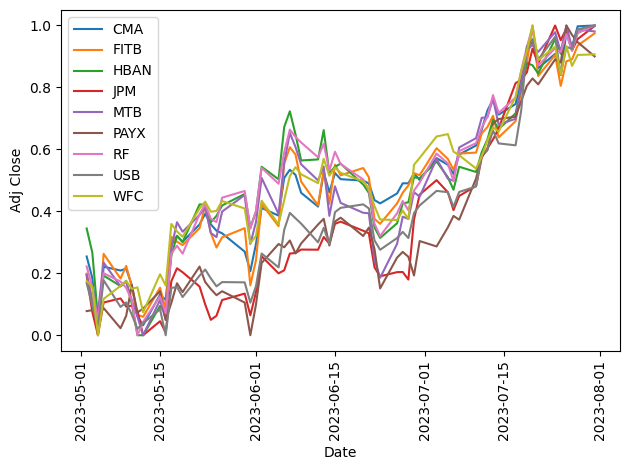 1.0
0.8
0.6
0.4
0.2
0.0
Adj Close
CMA
FITB
HBAN
JPM
MTB
PAYX
RF
USB
WFC
2023-05-01
2023-05-15
2023-06-01
2023-06-15
2023-07-01
2023-07-15
2023-08-01
Date